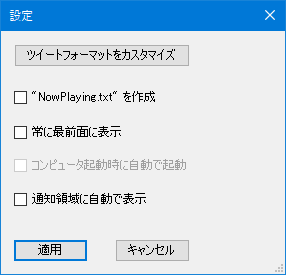 設定
ツイートフォーマットをカスタマイズ
"NowPlaying.txt" を作成
常に最前面に表示
コンピュータ起動時に自動で起動
通知領域に自動で表示
適用
キャンセル